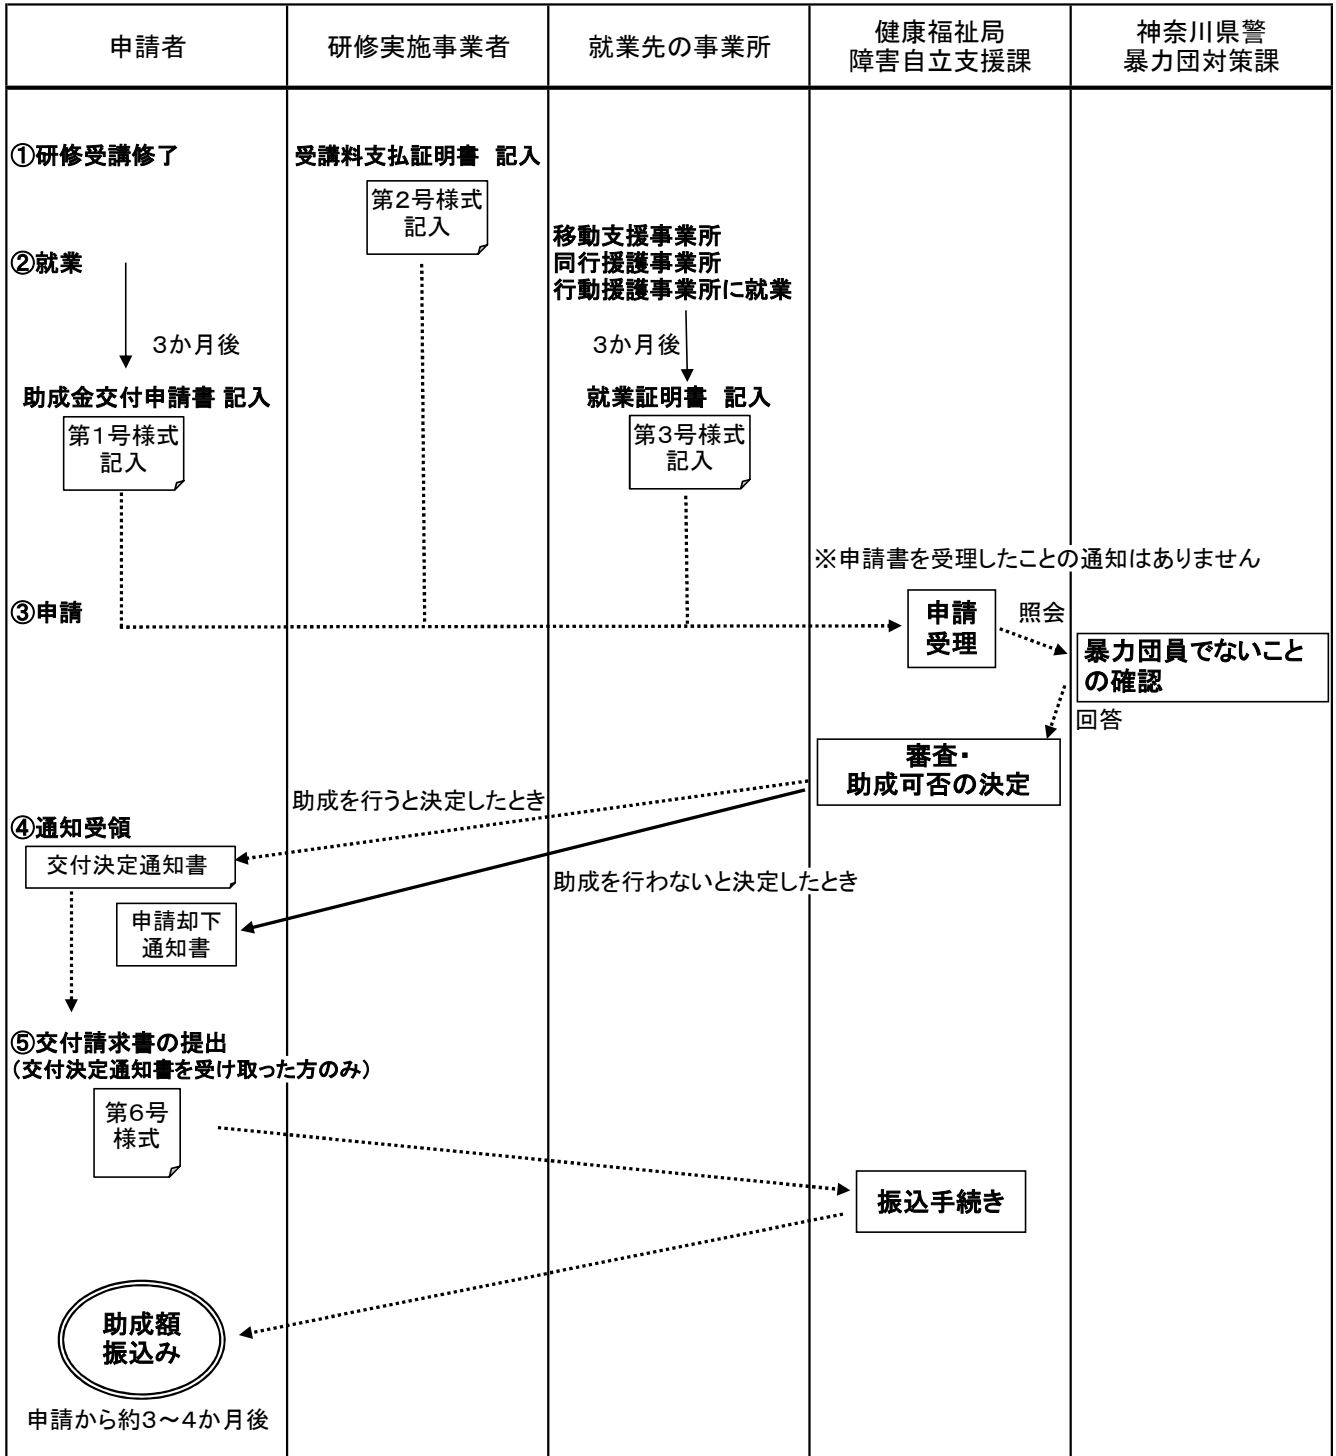 申請者
研修実施事業者
就業先の事業所
健康福祉局
障害自立支援課
神奈川県警
暴力団対策課
①研修受講修了
受講料支払証明書　記入
第2号様式
記入
②就業
移動支援事業所
同行援護事業所
行動援護事業所に就業
3か月後
3か月後
助成金交付申請書 記入
就業証明書　記入
第1号様式
記入
第3号様式
記入
※申請書を受理したことの通知はありません
③申請
申請
受理
照会
暴力団員でないこと
の確認
回答
審査・
助成可否の決定
助成を行うと決定したとき
④通知受領
交付決定通知書
助成を行わないと決定したとき
申請却下
通知書
⑤交付請求書の提出
（交付決定通知書を受け取った方のみ）
第6号
様式
振込手続き
助成額
振込み
申請から約3～4か月後